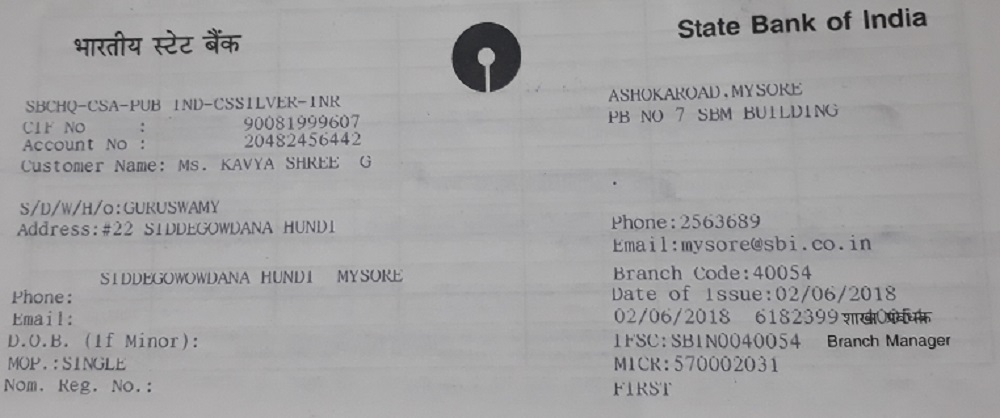 भारतीय स्टेट बैंक
State Bank of India
SBCHQ-CSA-PUB IND-CSSILVER-INR
CIF No : 90081999607
Account No : 20482456442
Customer Name: Ms. KAVYA SHREE G
S/D/W/H/o:GURUSWAMY
Address:#22 SIDDEGOWDANA HUNDI
SIDDEGOWOWDANA HUNDI MYSORE
Phone:
Email:
D.O.B. (If Minor):
MOP.:SINGLE
Nom. Reg. No.:
ASHOKAROAD,MYSORE
PB NO 7 SBM BUILDING
Phone:2563689
Email:mysore@sbi.co.in
Branch Code:40054
Date of Issue:02/06/2018
02/06/2018 6182399 शाखा
IFSC:SBIN0040054 Branch Manager
MICR:570002031
FIRST